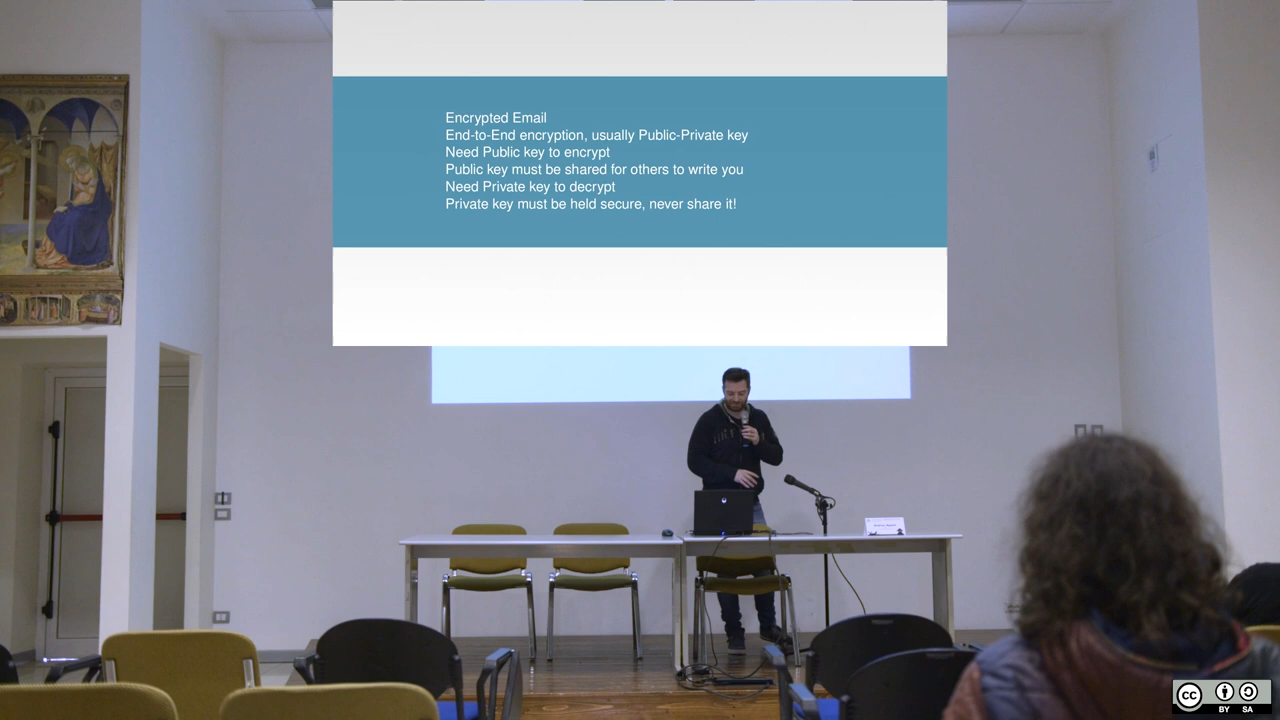 Encrypted Email
End-to-End encryption, usually Public-Private key
Need Public key to encrypt
Public key must be shared for others to write you
Need Private key to decrypt
Private key must be held secure, never share it!
cc
BY SA